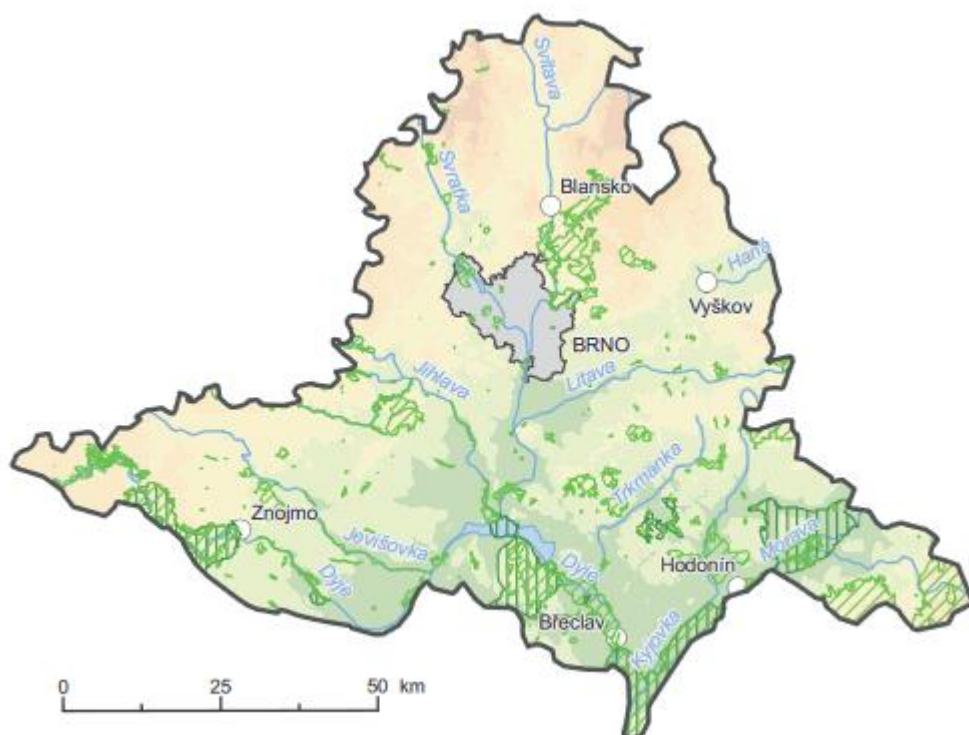 Svitava
Svratka
Blansko
Haná
Vyškov
BRNO
Jihlava
Litava
Trkmanka
Znojmo
Jevišovka
Morava
Dyje
Hodonín
Dyje
Břeclav
Kyjovka
0 25 50 km